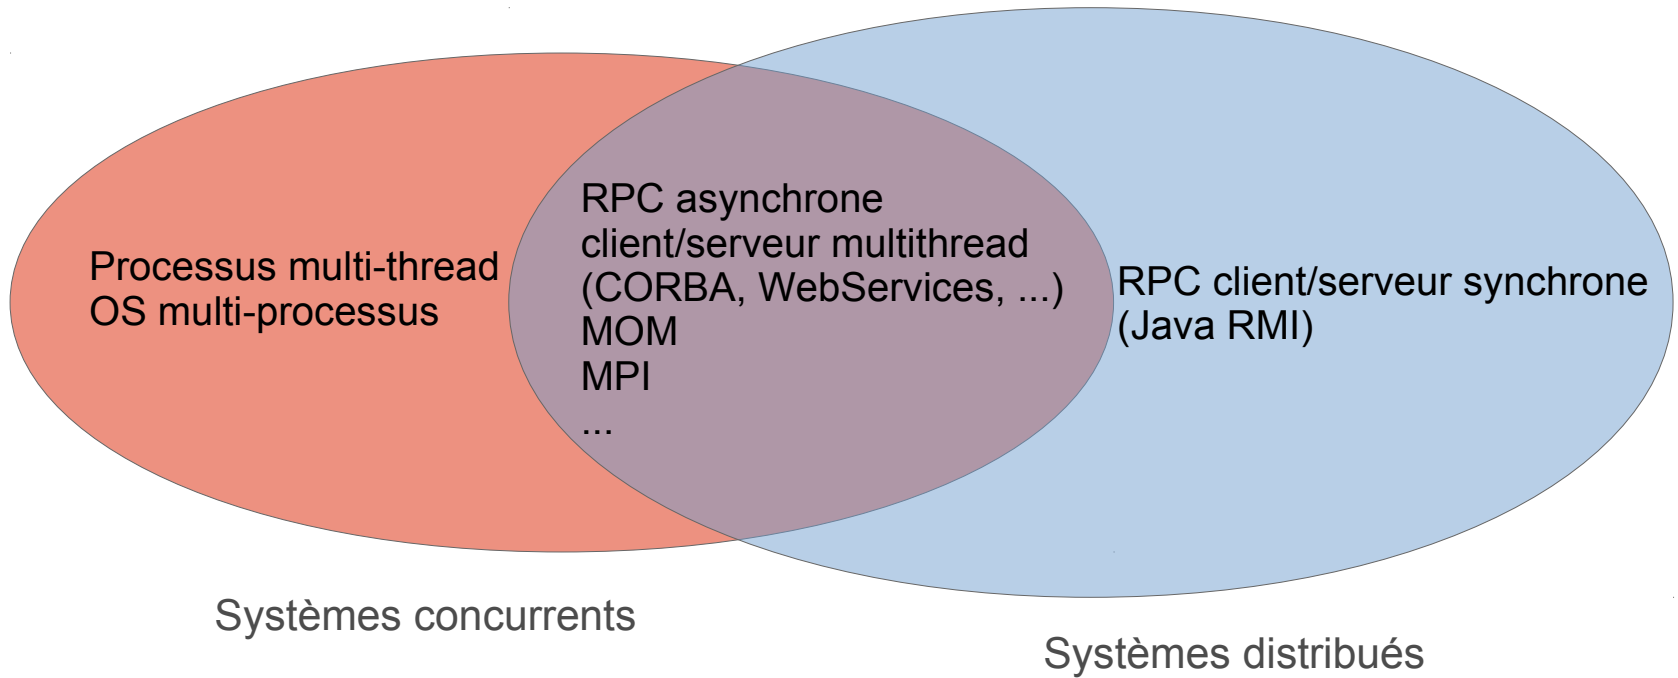 Processus multi-thread
OS multi-processus
RPC asynchrone
client/serveur multithread
(CORBA, WebServices, ...)
MOM
MPI
...
RPC client/serveur synchrone
(Java RMI)
Systèmes concurrents
Systèmes distribués